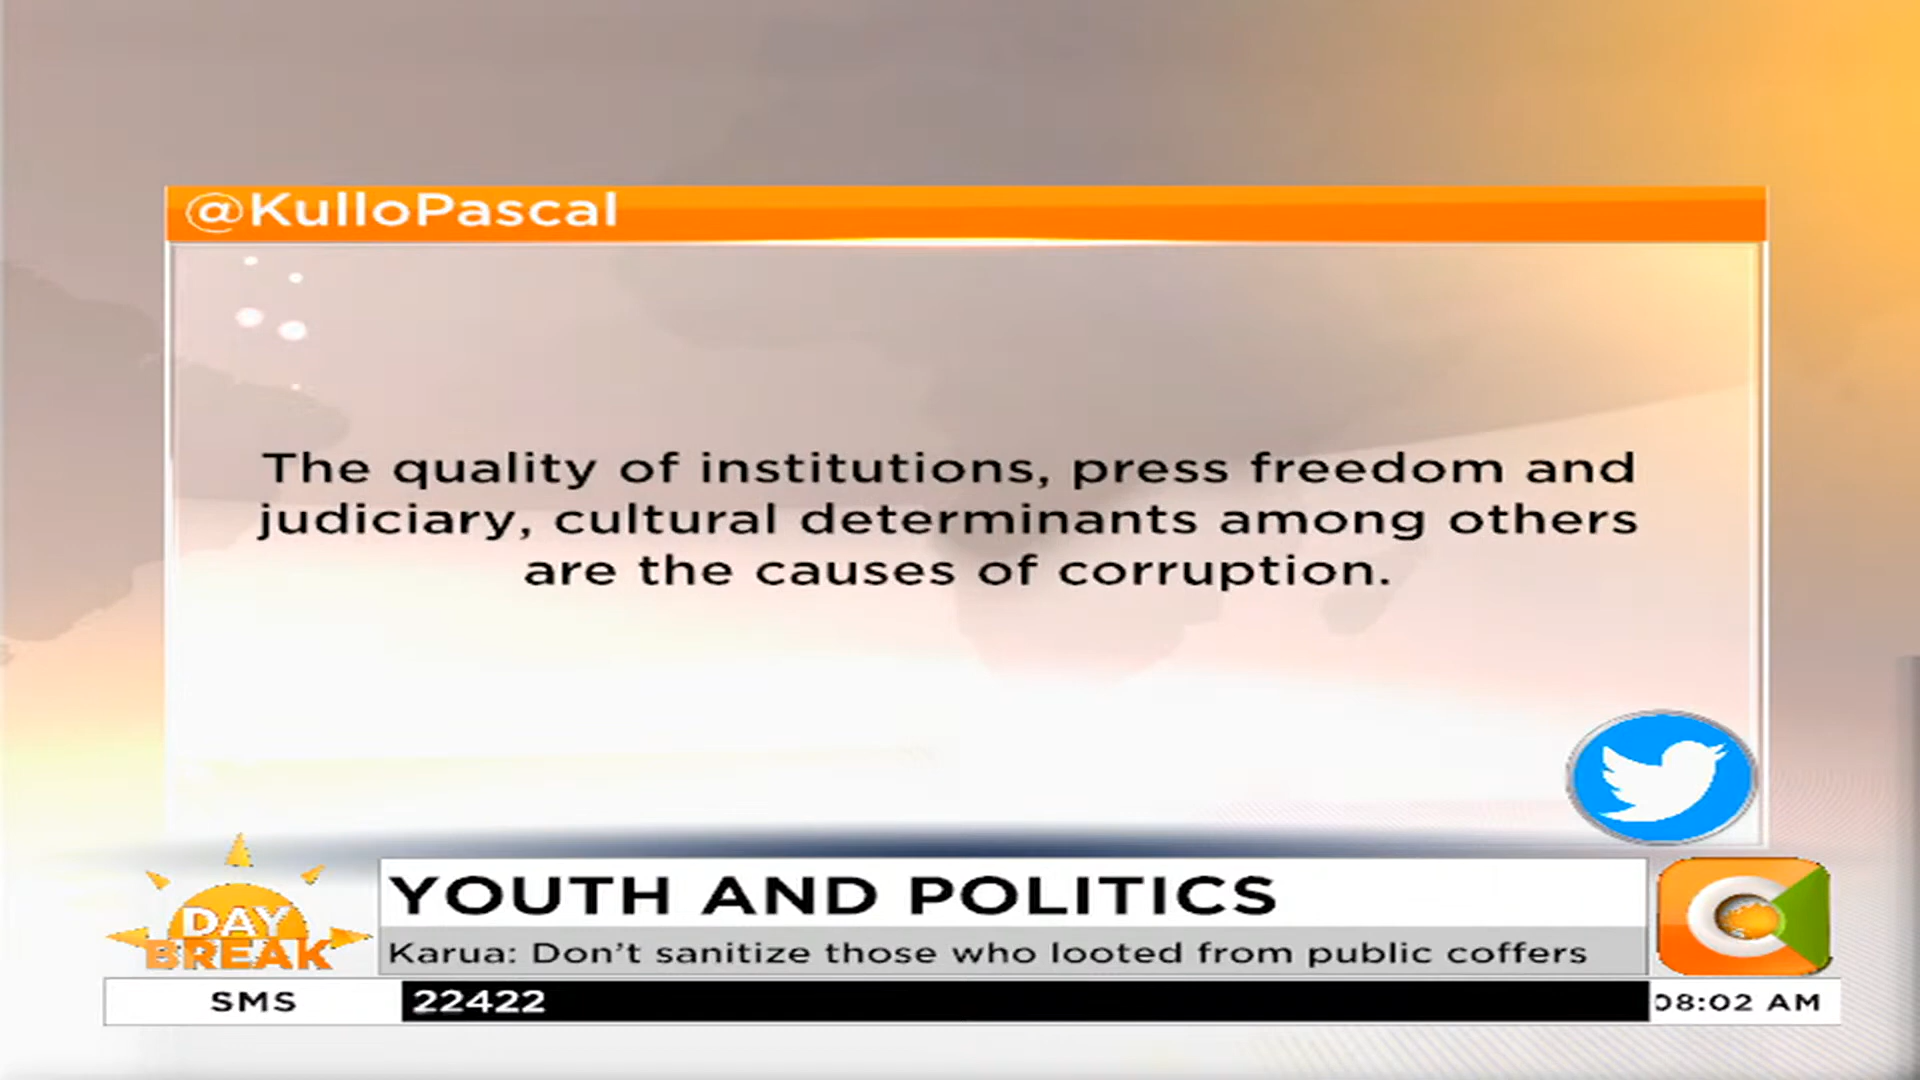 @KulloPascal
The quality of institutions, press freedom and
judiciary, cultural determinants among others
are the causes of corruption.
DAY
BREAK
YOUTH AND POLITICS
Karua: Don't sanitize those who looted from public coffers
SMS
22422
08:02 AM